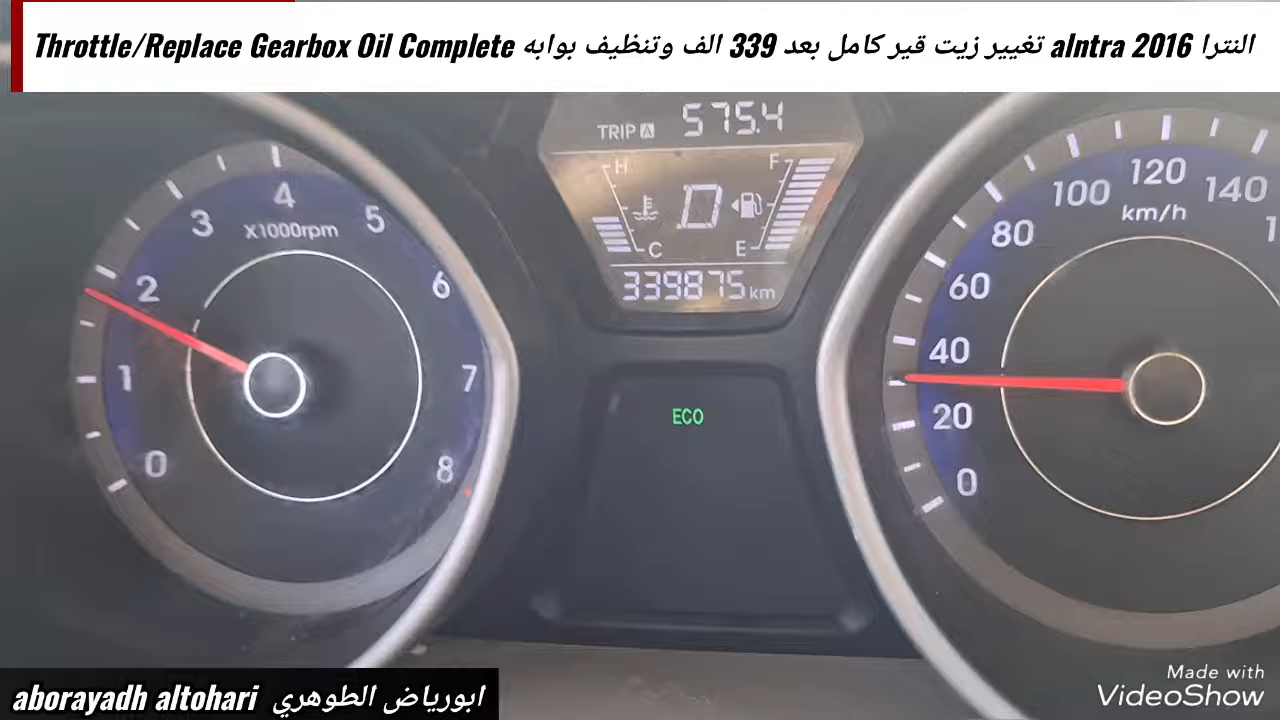 النترا alntra 2016 تغيير زيت قير كامل بعد 339 الف وتنظيف بوابه Throttle/Replace Gearbox Oil Complete
TRIP A 575.4
H F
D
C E
339875 km
0 1 2 3 4 5 6 7 8
X1000rpm
0 20 40 60 80 100 120 140
km/h
ECO
aborayadh altohari ابورياض الطوهري
Made with
VideoShow